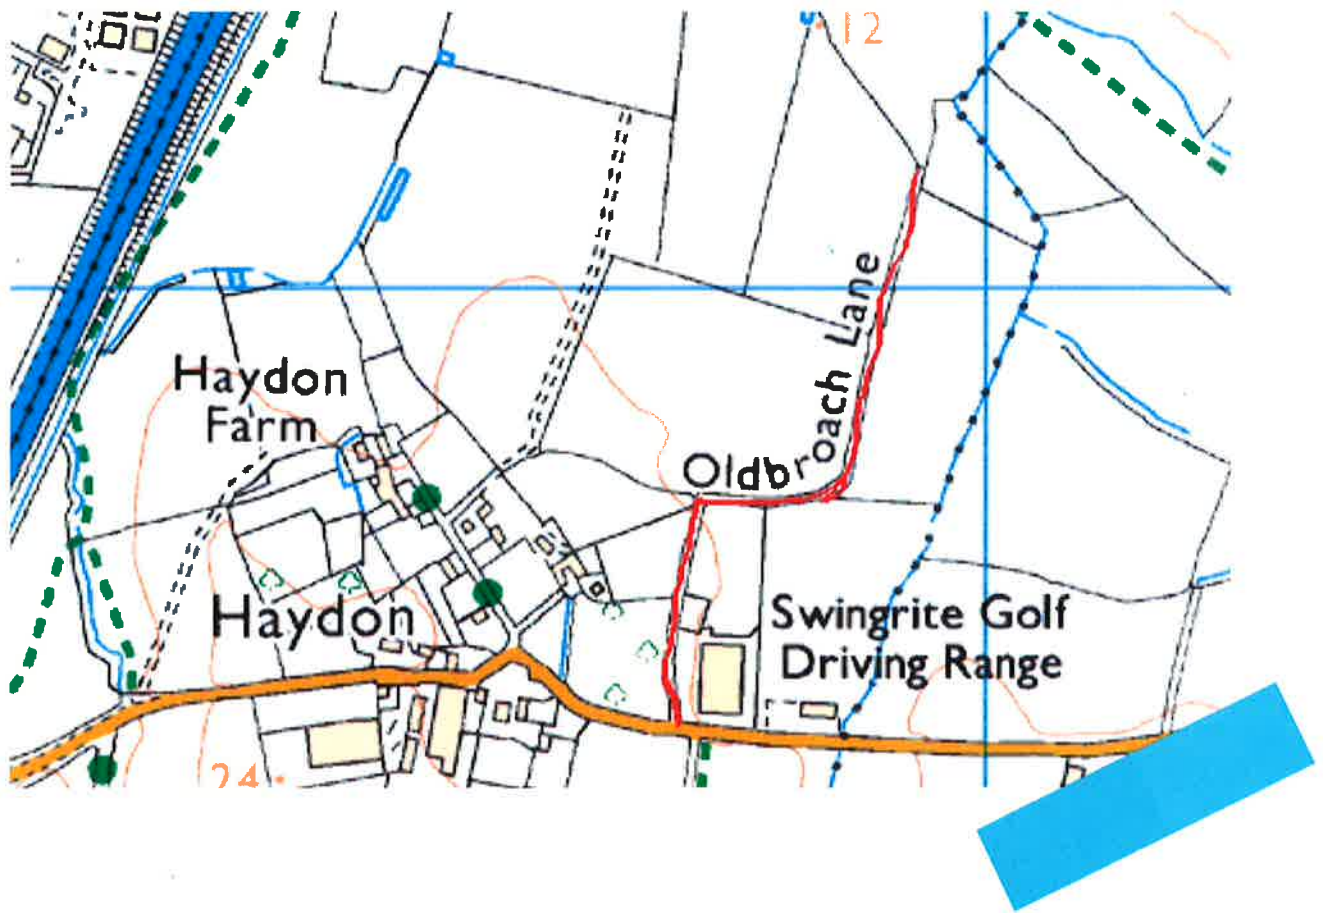 12
Haydon
Farm
Oldbroach Lane
Haydon
Swingrite Golf
Driving Range
24